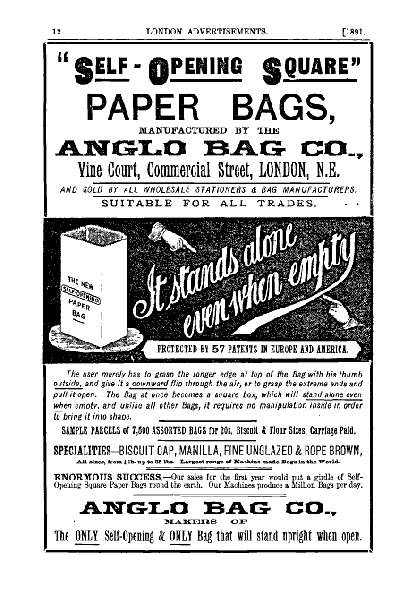 12 LONDON ADVERTISEMENTS. [1891.
"SELF-OPENING SQUARE"
PAPER BAGS,
MANUFACTURED BY THE
ANGLO BAG CO.,
Vine Court, Commercial Street, LONDON, N.E.
AND SOLD BY ALL WHOLESALE STATIONERS & BAG MANUFACTURERS.
SUITABLE FOR ALL TRADES.
THE NEW
SELF-OPENING
PAPER
BAG
It stands alone
even when empty
PROTECTED BY 57 PATENTS IN EUROPE AND AMERICA.
The user merely has to grasp the longer edge at top of the Bag with his thumb
outside, and give it a downward flip through the air, or to grasp the extreme ends and
pull it open. The Bag at once becomes a square box, which will stand alone even
when empty, and unlike all other bags, it requires no manipulation inside in order
to bring it into shape.
SAMPLE PARCELS of 7,500 ASSORTED BAGS for 20s. Biscuit & Flour Sizes, Carriage Paid.
SPECIALITIES—BISCUIT CAP, MANILLA, FINE UNGLAZED & ROPE BROWN,
All sizes, from ¼lb. up to 32 lbs. Largest range of Machine made Bags in the World.
ENORMOUS SUCCESS.—Our sales for the first year would put a girdle of Self-
Opening Square Paper Bags round the earth. Our Machines produce a Million Bags per day.
ANGLO BAG CO.,
MAKERS OF
The ONLY Self-Opening & ONLY Bag that will stand upright when open.